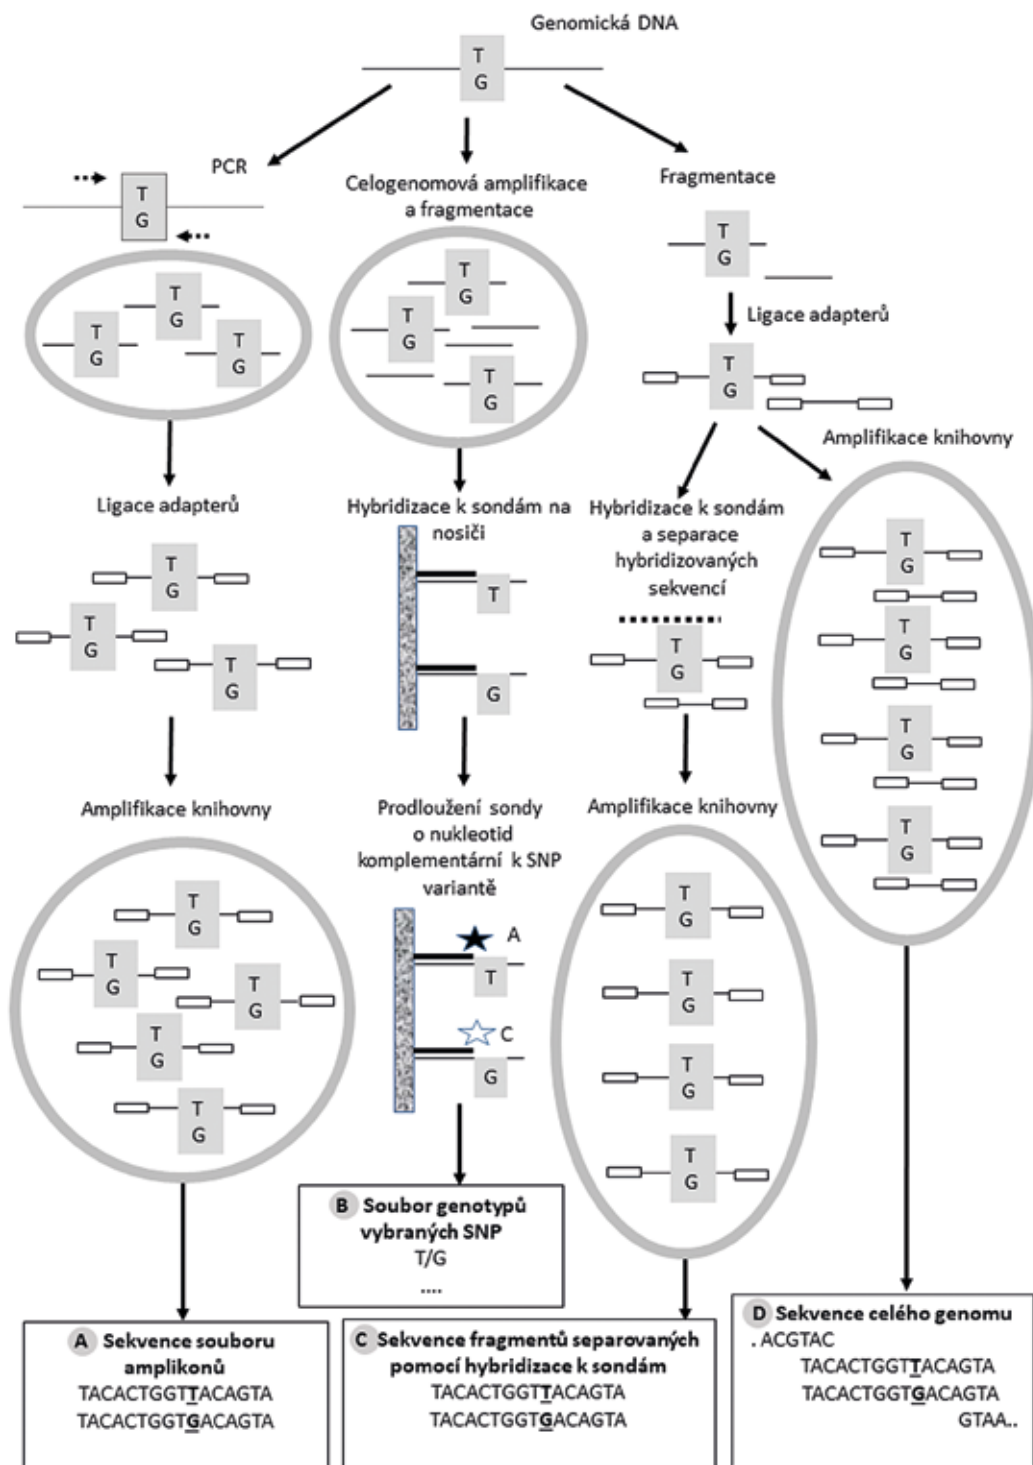 Genomická DNA
T
G
PCR
T
G
T
G
T
G
T
G
Ligace adapterů
T
G
T
G
T
G
Amplifikace knihovny
T
G
T
G
T
G
T
G
T
G
A Sekvence souboru
amplikonů
TACACTGGTTACAGTA
TACACTGGTGACAGTA
Celogenomová amplifikace
a fragmentace
T
G
T
G
T
G
Hybridizace k sondám na
nosiči
T
G
Prodloužení sondy
o nukleotid
komplementární k SNP
variantě
A
T
C
G
B Soubor genotypů
vybraných SNP
T/G
....
Fragmentace
T
G
Ligace adapterů
T
G
Hybridizace k sondám
a separace
hybridizovaných
sekvencí
T
G
Amplifikace knihovny
T
G
T
G
T
G
T
G
C Sekvence fragmentů separovaných
pomocí hybridizace k sondám
TACACTGGTTACAGTA
TACACTGGTGACAGTA
Amplifikace knihovny
T
G
T
G
T
G
T
G
D Sekvence celého genomu
. ACGTAC
TACACTGGTTACAGTA
TACACTGGTGACAGTA
GTAA..